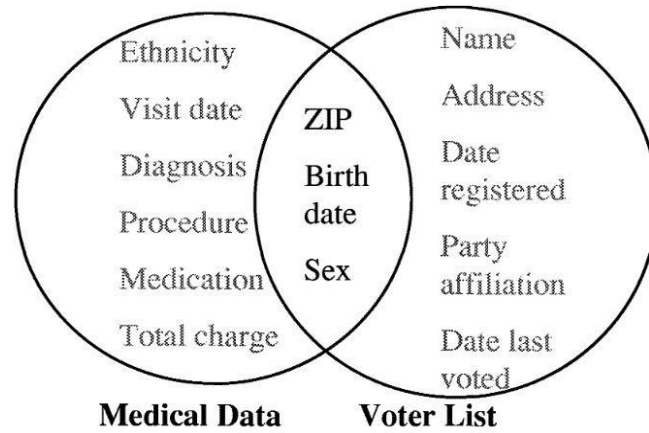 Ethnicity
Visit date
Diagnosis
Procedure
Medication
Total charge
ZIP
Birth
date
Sex
Name
Address
Date
registered
Party
affiliation
Date last
voted
Medical Data
Voter List